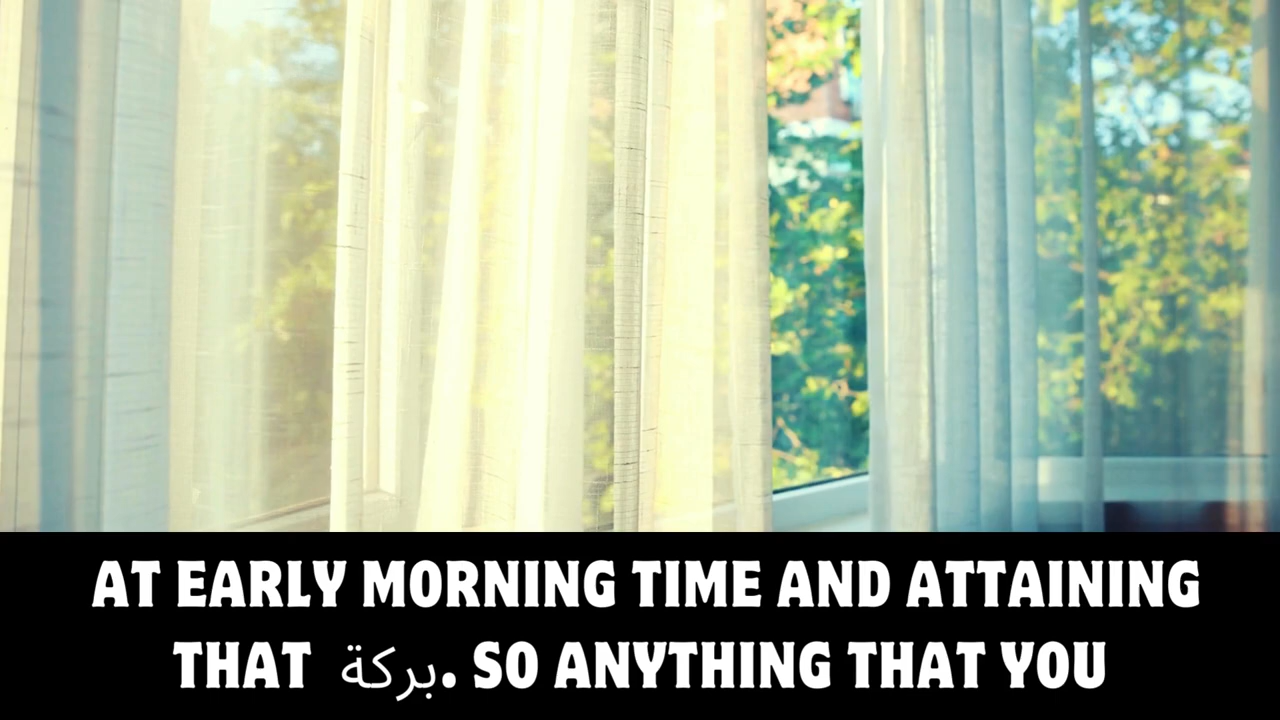 AT EARLY MORNING TIME AND ATTAINING
THAT بركة. SO ANYTHING THAT YOU